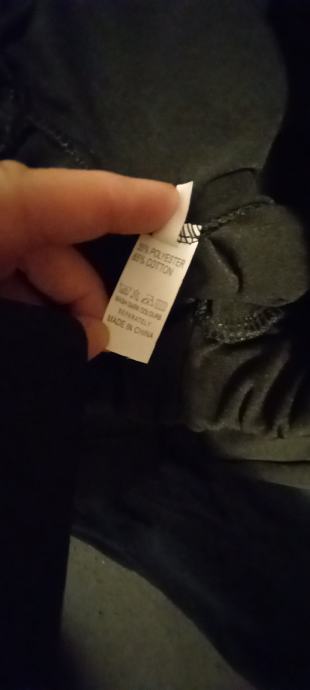 POLYESTER
COTTON
WASH DARK COLOURS
SEPARATELY
MADE IN CHINA